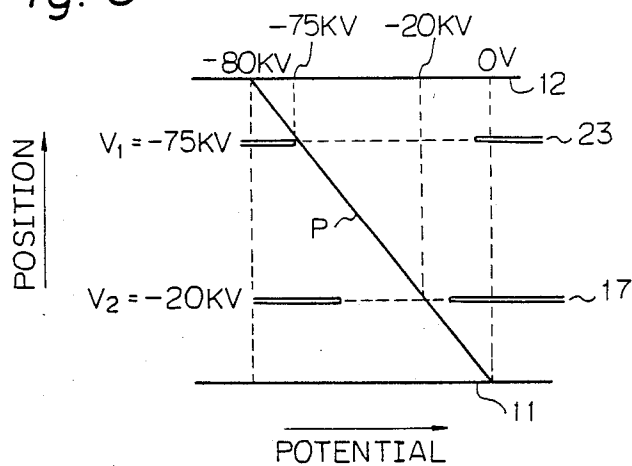 -75KV
-20KV
-80KV
0V
12
V1 = -75KV
23
POSITION
P
V2 = -20KV
17
11
POTENTIAL